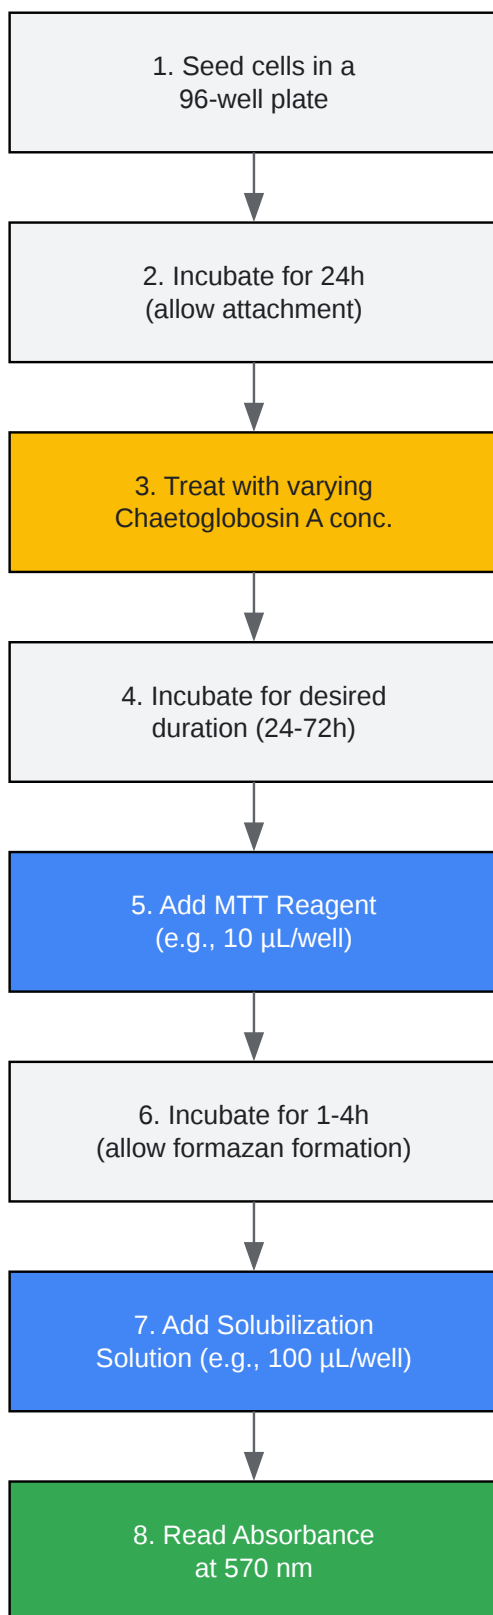 1. Seed cells in a
96-well plate
2. Incubate for 24h
(allow attachment)
3. Treat with varying
Chaetoglobosin A conc.
4. Incubate for desired
duration (24-72h)
5. Add MTT Reagent
(e.g., 10 µL/well)
6. Incubate for 1-4h
(allow formazan formation)
7. Add Solubilization
Solution (e.g., 100 µL/well)
8. Read Absorbance
at 570 nm